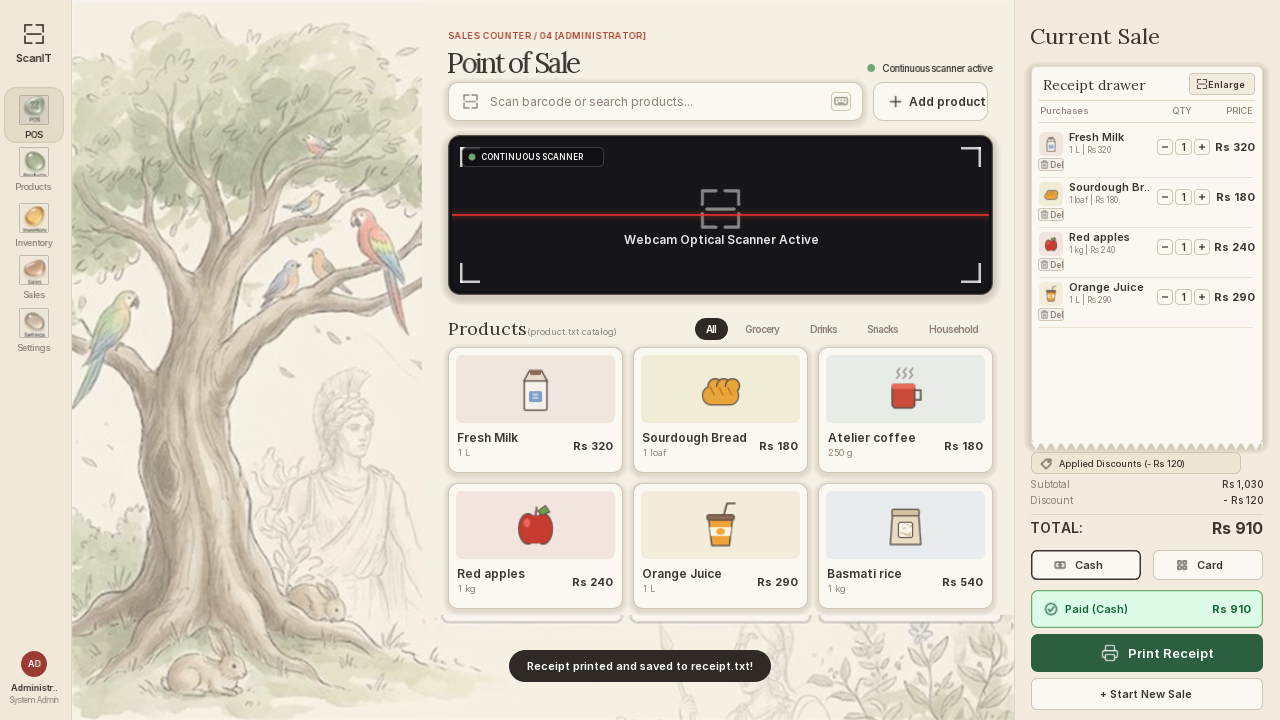 ScanIT
POS
POS
Products
Inventory
Sales
Sales
Settings
Settings
AD
Administr..
System Admin
SALES COUNTER / 04 [ADMINISTRATOR]
Point of Sale
Continuous scanner active
Scan barcode or search products...
Add product
CONTINUOUS SCANNER
Webcam Optical Scanner Active
Products (product.txt catalog)
All Grocery Drinks Snacks Household
Fresh Milk
1 L
Rs 320
Sourdough Bread
1 loaf
Rs 180
Atelier coffee
250 g
Rs 180
Red apples
1 kg
Rs 240
Orange Juice
1 L
Rs 290
Basmati rice
1 kg
Rs 540
Receipt printed and saved to receipt.txt!
Current Sale
Receipt drawer
Enlarge
Purchases QTY PRICE
Fresh Milk
1 L | Rs 320
1
Rs 320
Del
Sourdough Br..
1 loaf | Rs 180
1
Rs 180
Del
Red apples
1 kg | Rs 240
1
Rs 240
Del
Orange Juice
1 L | Rs 290
1
Rs 290
Del
Applied Discounts (- Rs 120)
Subtotal Rs 1,030
Discount - Rs 120
TOTAL: Rs 910
Cash
Card
Paid (Cash) Rs 910
Print Receipt
+ Start New Sale